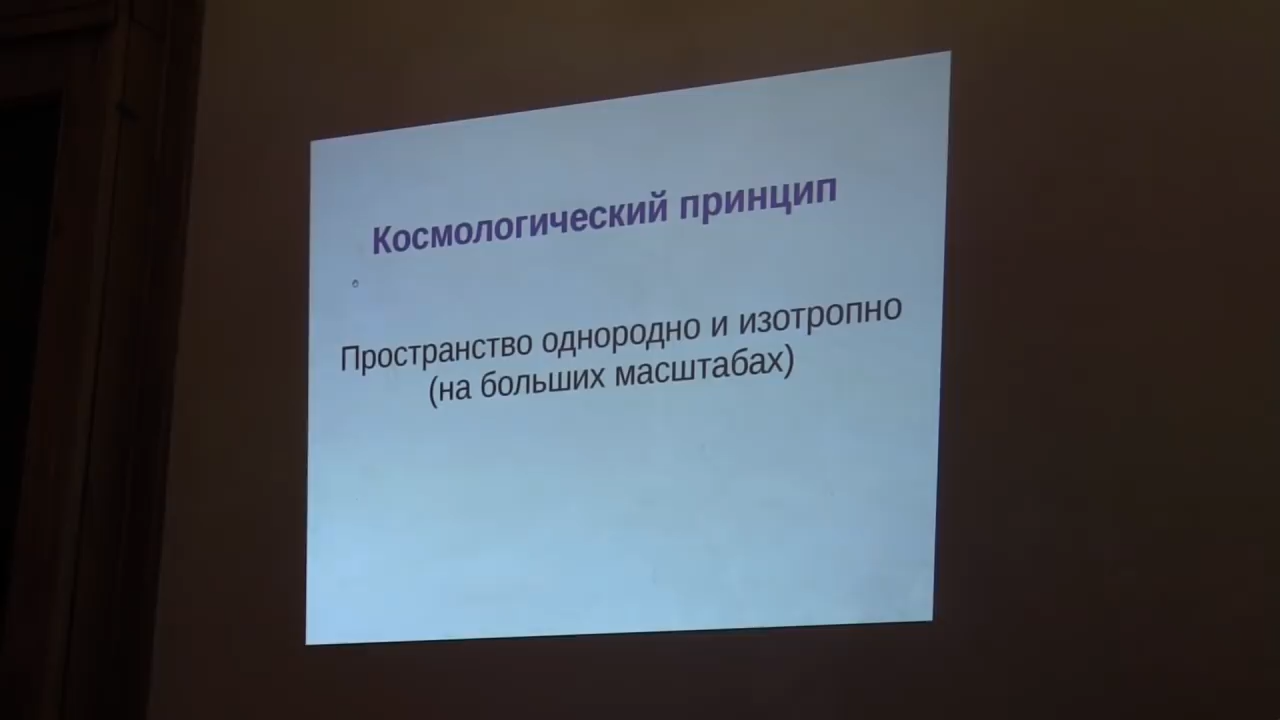 Космологический принцип
Пространство однородно и изотропно
(на больших масштабах)